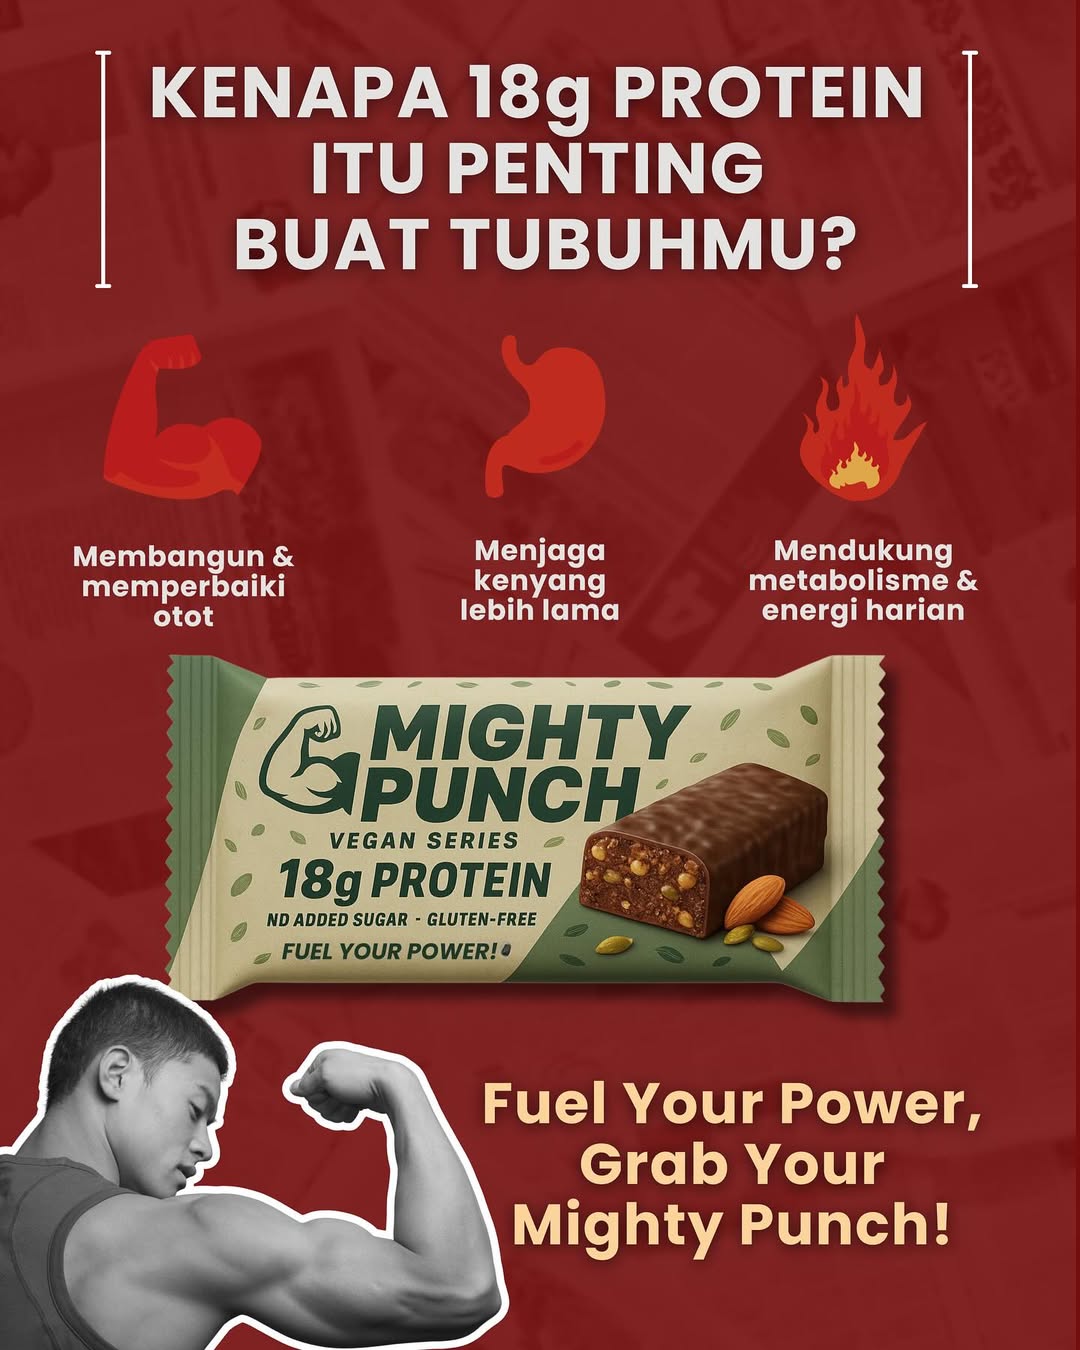 KENAPA 18g PROTEIN
ITU PENTING
BUAT TUBUHMU?
Membangun &
memperbaiki
otot
Menjaga
kenyang
lebih lama
Mendukung
metabolisme &
energi harian
MIGHTY
PUNCH
VEGAN SERIES
18g PROTEIN
ND ADDED SUGAR · GLUTEN-FREE
FUEL YOUR POWER!
Fuel Your Power,
Grab Your
Mighty Punch!